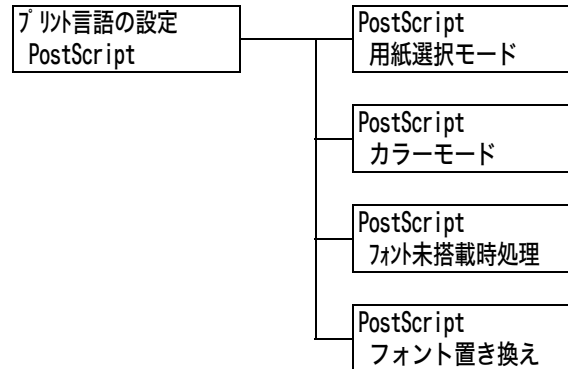 ﾌﾟﾘﾝﾄ言語の設定
PostScript
PostScript
用紙選択モード
PostScript
カラーモード
PostScript
ﾌｫﾝﾄ未搭載時処理
PostScript
フォント置き換え